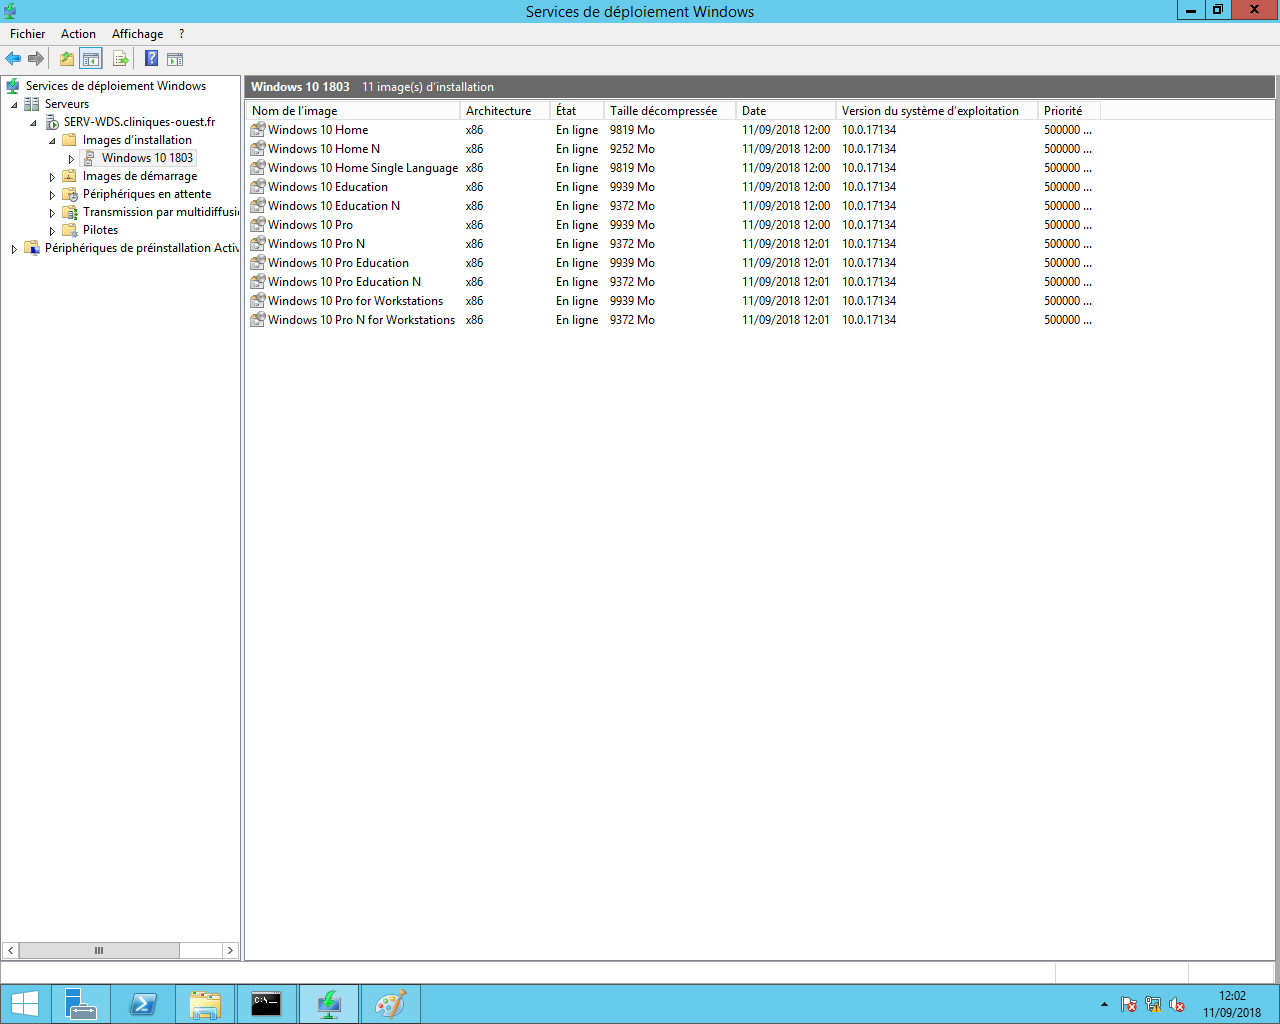 Services de déploiement Windows
Fichier Action Affichage ?
Services de déploiement Windows
Serveurs
SERV-WDS.cliniques-ouest.fr
Images d'installation
Windows 10 1803
Images de démarrage
Périphériques en attente
Transmission par multidiffusi
Pilotes
Périphériques de préinstallation Activ
Windows 10 1803 11 image(s) d'installation
Nom de l'image Architecture État Taille décompressée Date Version du système d'exploitation Priorité
Windows 10 Home x86 En ligne 9819 Mo 11/09/2018 12:00 10.0.17134 500000 ...
Windows 10 Home N x86 En ligne 9252 Mo 11/09/2018 12:00 10.0.17134 500000 ...
Windows 10 Home Single Language x86 En ligne 9819 Mo 11/09/2018 12:00 10.0.17134 500000 ...
Windows 10 Education x86 En ligne 9939 Mo 11/09/2018 12:00 10.0.17134 500000 ...
Windows 10 Education N x86 En ligne 9372 Mo 11/09/2018 12:00 10.0.17134 500000 ...
Windows 10 Pro x86 En ligne 9939 Mo 11/09/2018 12:00 10.0.17134 500000 ...
Windows 10 Pro N x86 En ligne 9372 Mo 11/09/2018 12:01 10.0.17134 500000 ...
Windows 10 Pro Education x86 En ligne 9939 Mo 11/09/2018 12:01 10.0.17134 500000 ...
Windows 10 Pro Education N x86 En ligne 9372 Mo 11/09/2018 12:01 10.0.17134 500000 ...
Windows 10 Pro for Workstations x86 En ligne 9939 Mo 11/09/2018 12:01 10.0.17134 500000 ...
Windows 10 Pro N for Workstations x86 En ligne 9372 Mo 11/09/2018 12:01 10.0.17134 500000 ...
12:02
11/09/2018